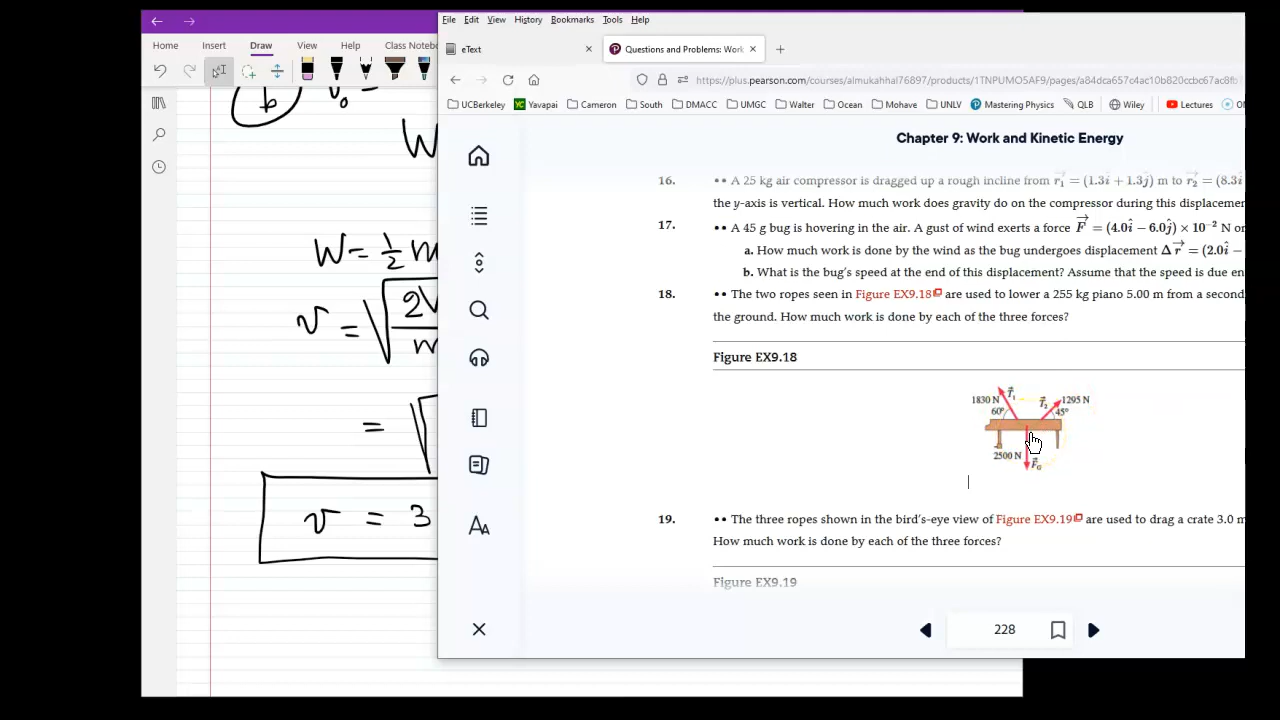 File Edit View History Bookmarks Tools Help
eText
Questions and Problems: Work
Home Insert Draw View Help Class Notebo
https://plus.pearson.com/courses/almukahhal76897/products/1TNPUMO5AF9/pages/a84dca657c4ac10b820ccbc67ac8fb
UCBerkeley Yavapai Cameron South DMACC UMGC Walter Ocean Mohave UNLV Mastering Physics QLB Wiley Lectures
b v₀ =
W
W = ½ m
v = √ 2W
m
= √
v = 3
Chapter 9: Work and Kinetic Energy
16. •• A 25 kg air compressor is dragged up a rough incline from r₁ = (1.3î + 1.3ĵ) m to r₂ = (8.3î
the y-axis is vertical. How much work does gravity do on the compressor during this displacemen
17. •• A 45 g bug is hovering in the air. A gust of wind exerts a force F = (4.0î − 6.0ĵ) × 10⁻² N or
a. How much work is done by the wind as the bug undergoes displacement Δr = (2.0î −
b. What is the bug's speed at the end of this displacement? Assume that the speed is due en
18. •• The two ropes seen in Figure EX9.18 are used to lower a 255 kg piano 5.00 m from a second
the ground. How much work is done by each of the three forces?
Figure EX9.18
T₁ T₂
1830 N 1295 N
60° 45°
2500 N F_G
19. •• The three ropes shown in the bird's-eye view of Figure EX9.19 are used to drag a crate 3.0 m
How much work is done by each of the three forces?
Figure EX9.19
228